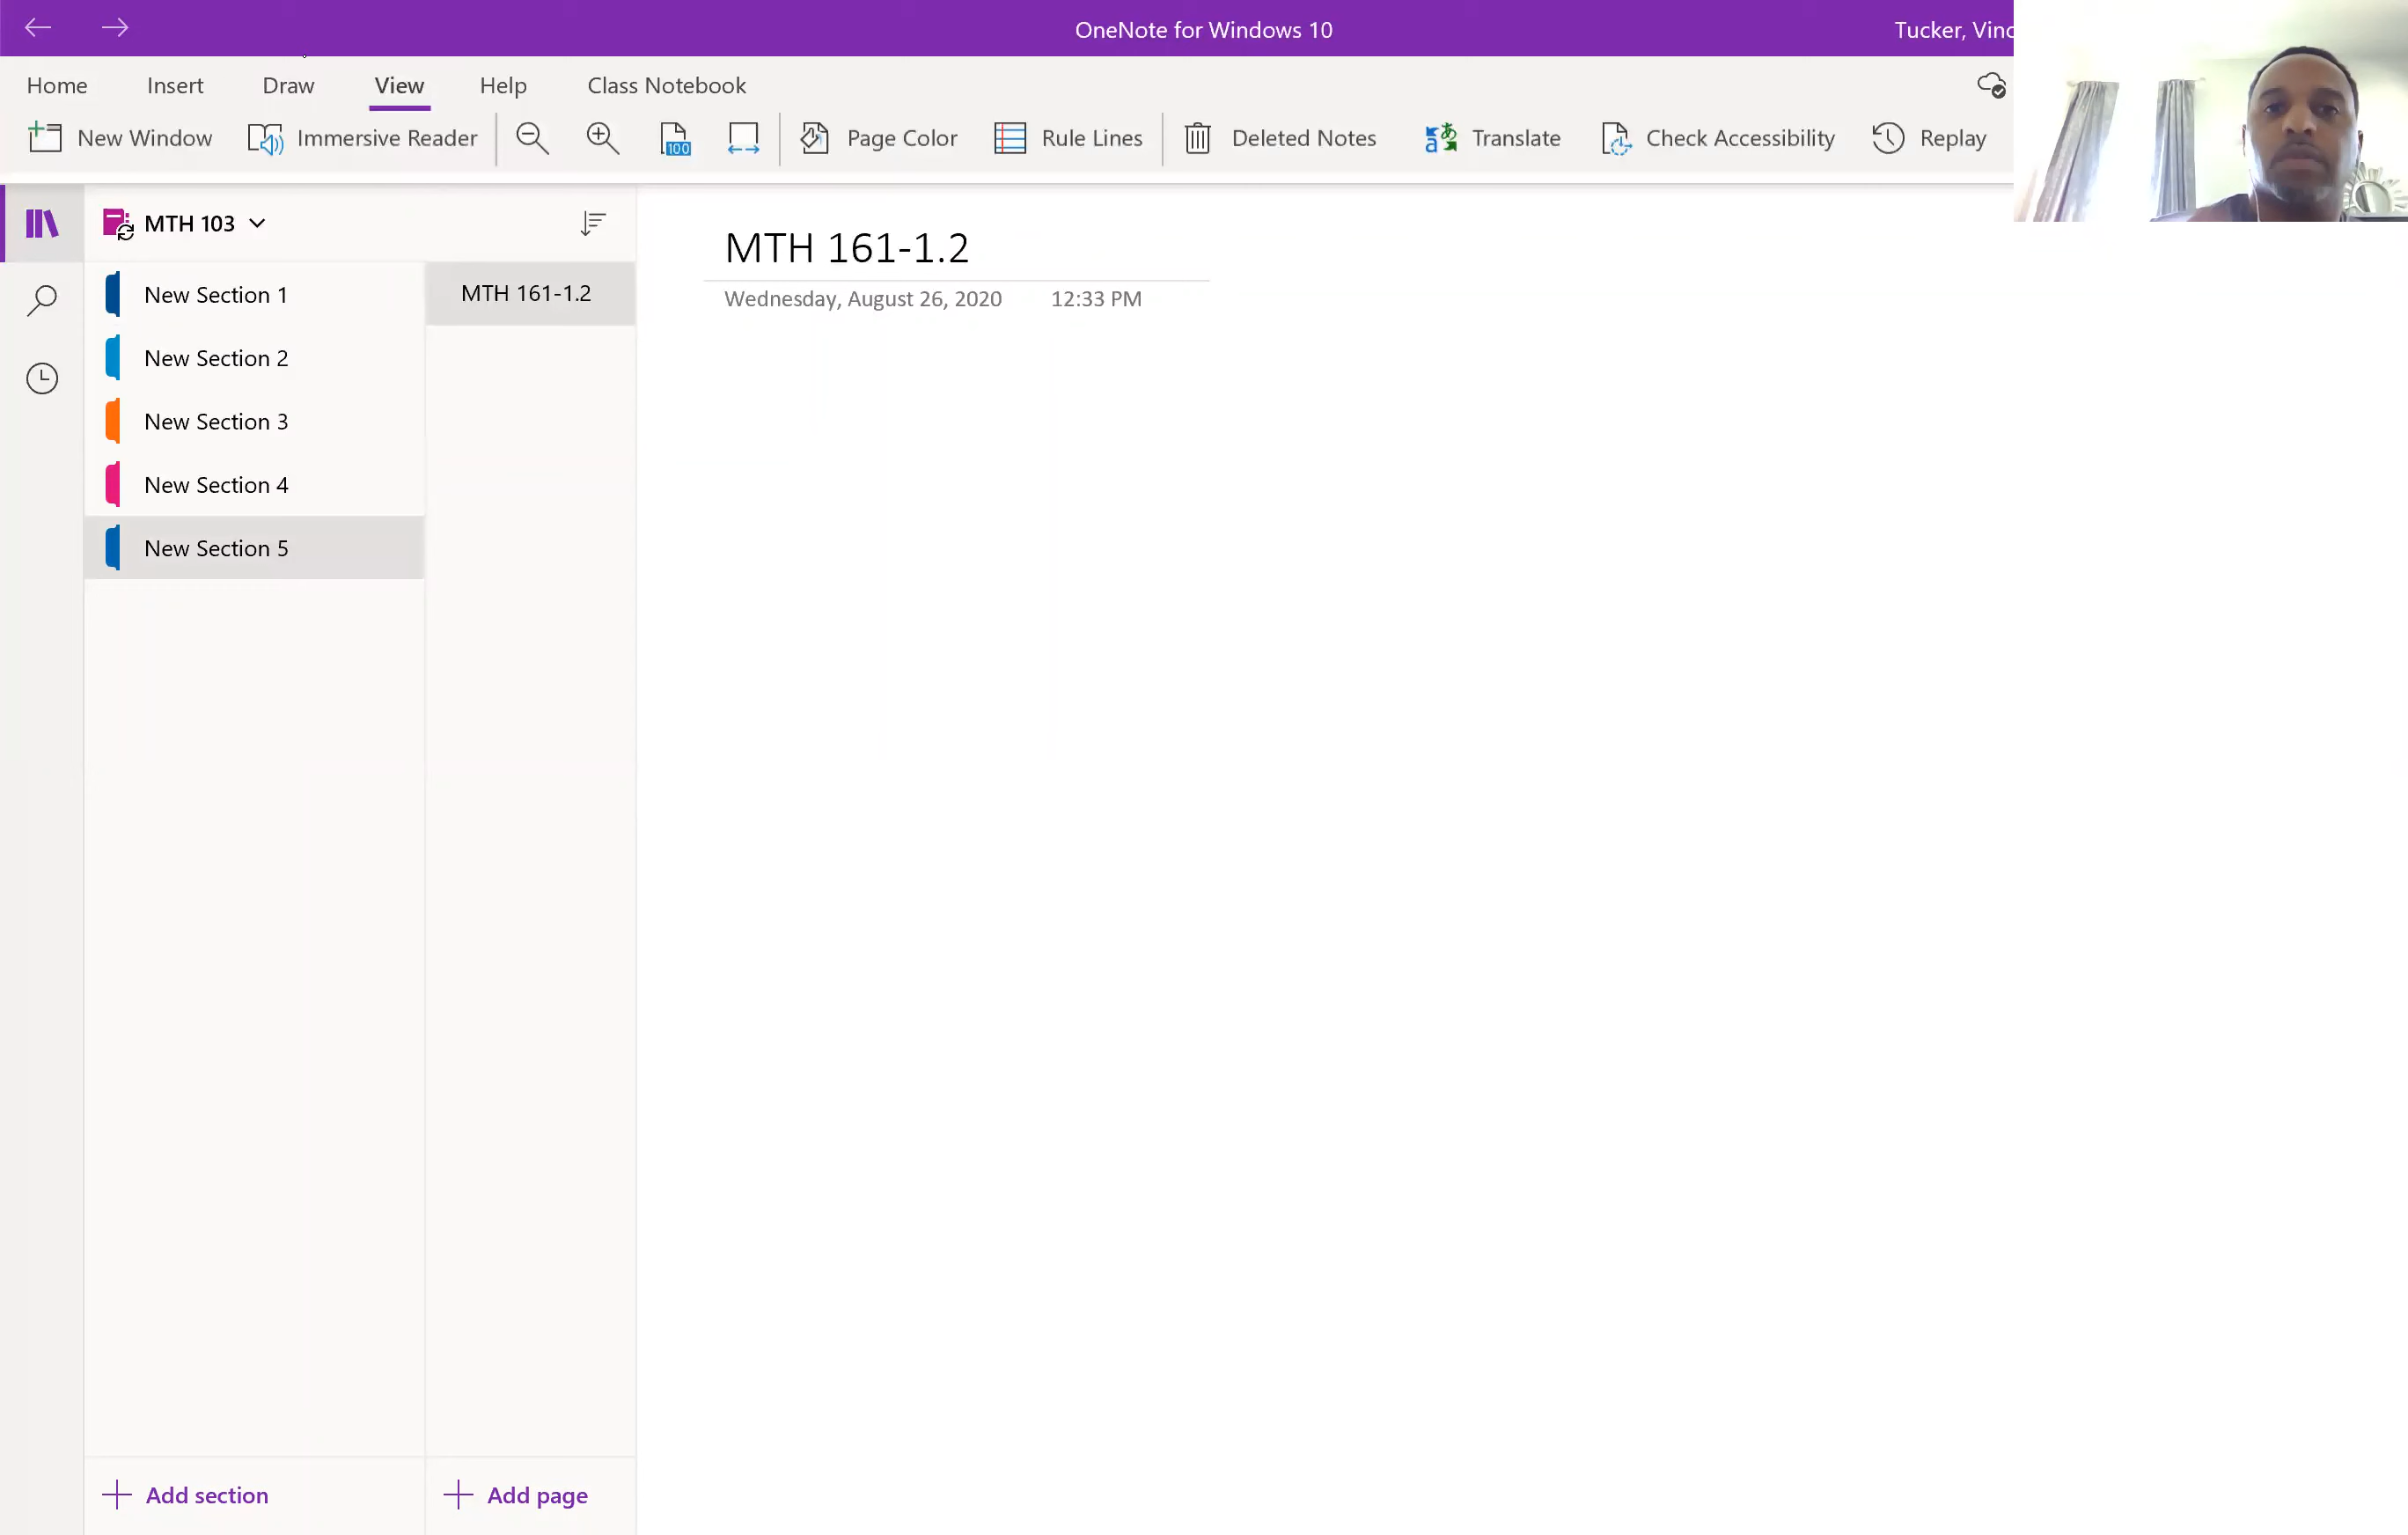 OneNote for Windows 10
Tucker, Vinc
Home Insert Draw View Help Class Notebook
New Window Immersive Reader 100 Page Color Rule Lines Deleted Notes Translate Check Accessibility Replay
MTH 103
MTH 161-1.2
Wednesday, August 26, 2020 12:33 PM
New Section 1
New Section 2
New Section 3
New Section 4
New Section 5
MTH 161-1.2
Add section
Add page